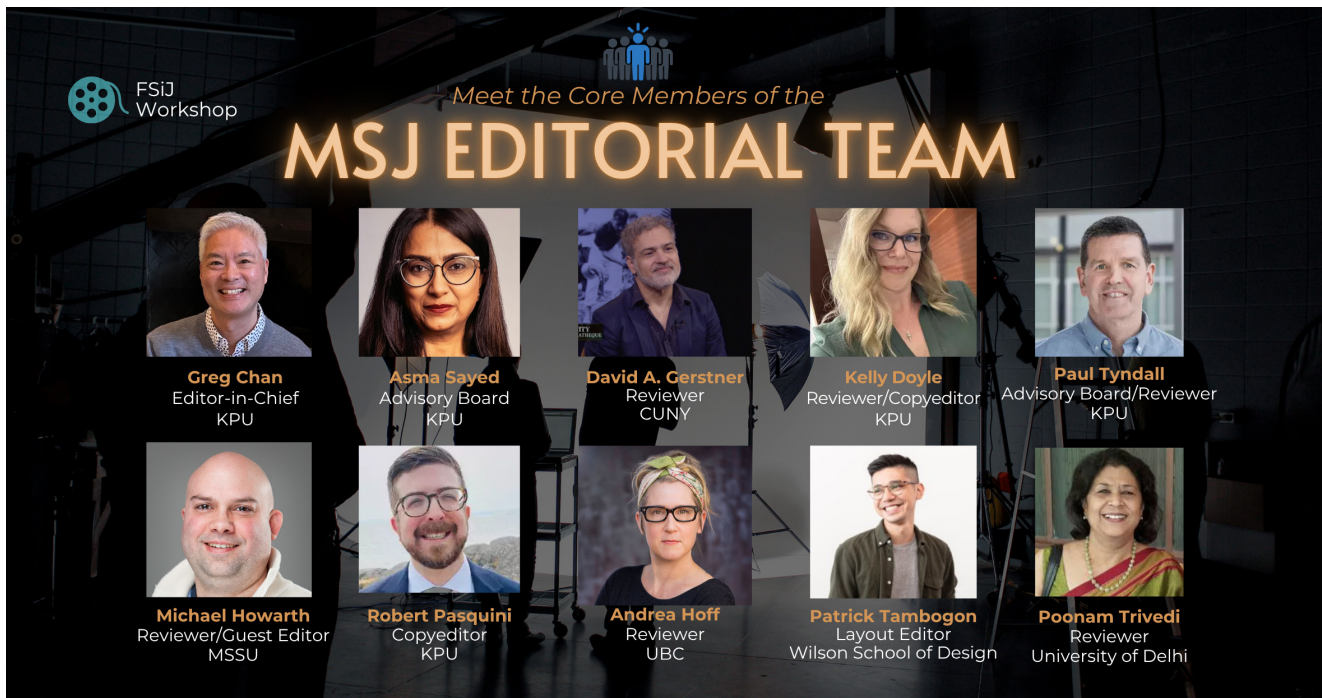 FSiJ
Workshop
Meet the Core Members of the
MSJ EDITORIAL TEAM
TY
ATHEQUE
Greg Chan
Editor-in-Chief
KPU
Asma Sayed
Advisory Board
KPU
David A. Gerstner
Reviewer
CUNY
Kelly Doyle
Reviewer/Copyeditor
KPU
Paul Tyndall
Advisory Board/Reviewer
KPU
Michael Howarth
Reviewer/Guest Editor
MSSU
Robert Pasquini
Copyeditor
KPU
Andrea Hoff
Reviewer
UBC
Patrick Tambogon
Layout Editor
Wilson School of Design
Poonam Trivedi
Reviewer
University of Delhi